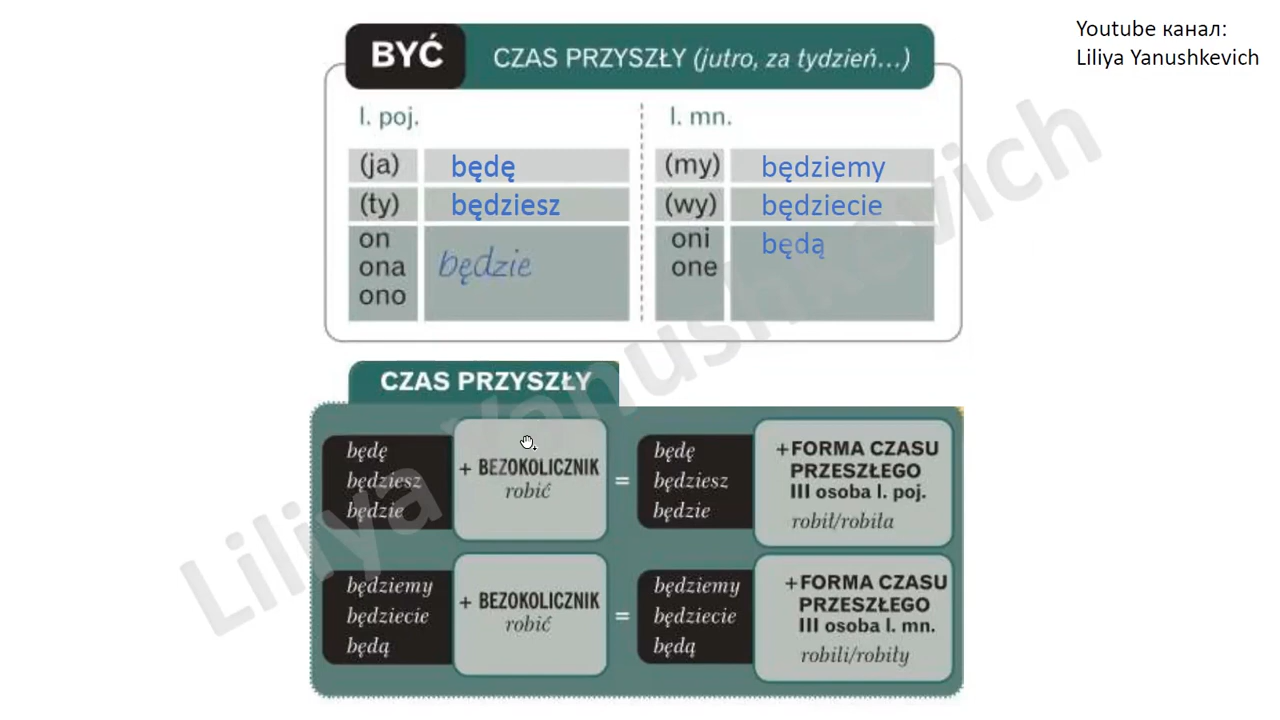 Youtube канал:
Liliya Yanushkevich
BYĆ CZAS PRZYSZŁY (jutro, za tydzień...)
l. poj.
(ja) będę
(ty) będziesz
on
ona będzie
ono
l. mn.
(my) będziemy
(wy) będziecie
oni będą
one
CZAS PRZYSZŁY
będę
będziesz
będzie
+ BEZOKOLICZNIK
robić
=
będę
będziesz
będzie
+FORMA CZASU
PRZESZŁEGO
III osoba l. poj.
robił/robiła
będziemy
będziecie
będą
+ BEZOKOLICZNIK
robić
=
będziemy
będziecie
będą
+FORMA CZASU
PRZESZŁEGO
III osoba l. mn.
robili/robiły
Liliya Yanushkevich